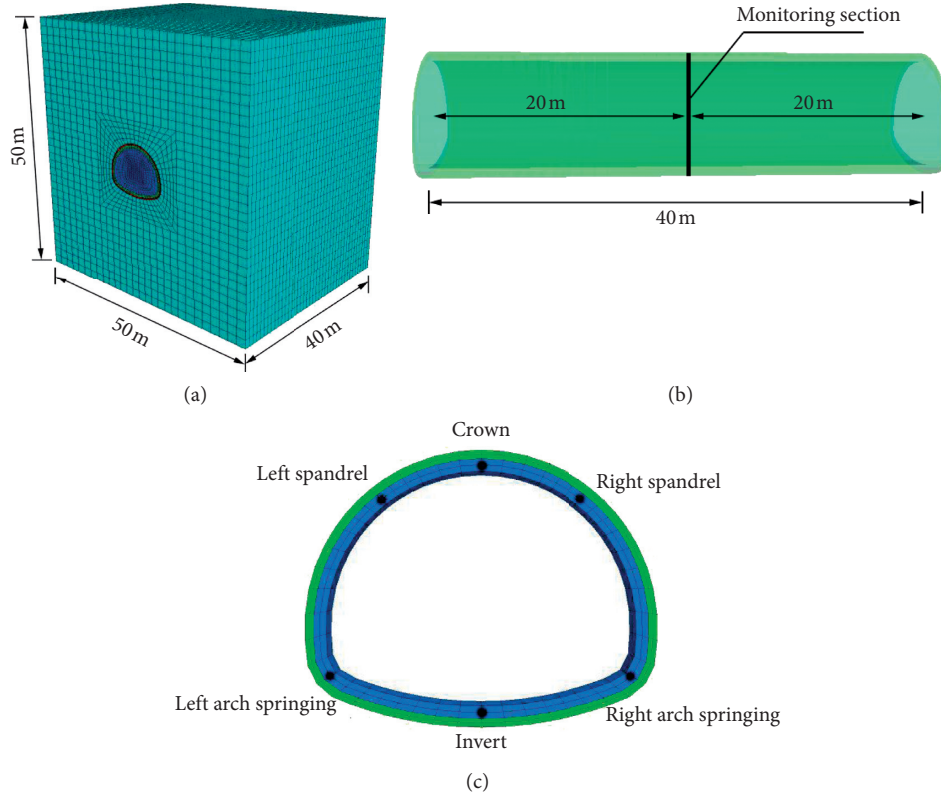 50 m
50 m
40 m
(a)
Monitoring section
20 m
20 m
40 m
(b)
Crown
Left spandrel
Right spandrel
Left arch springing
Right arch springing
Invert
(c)